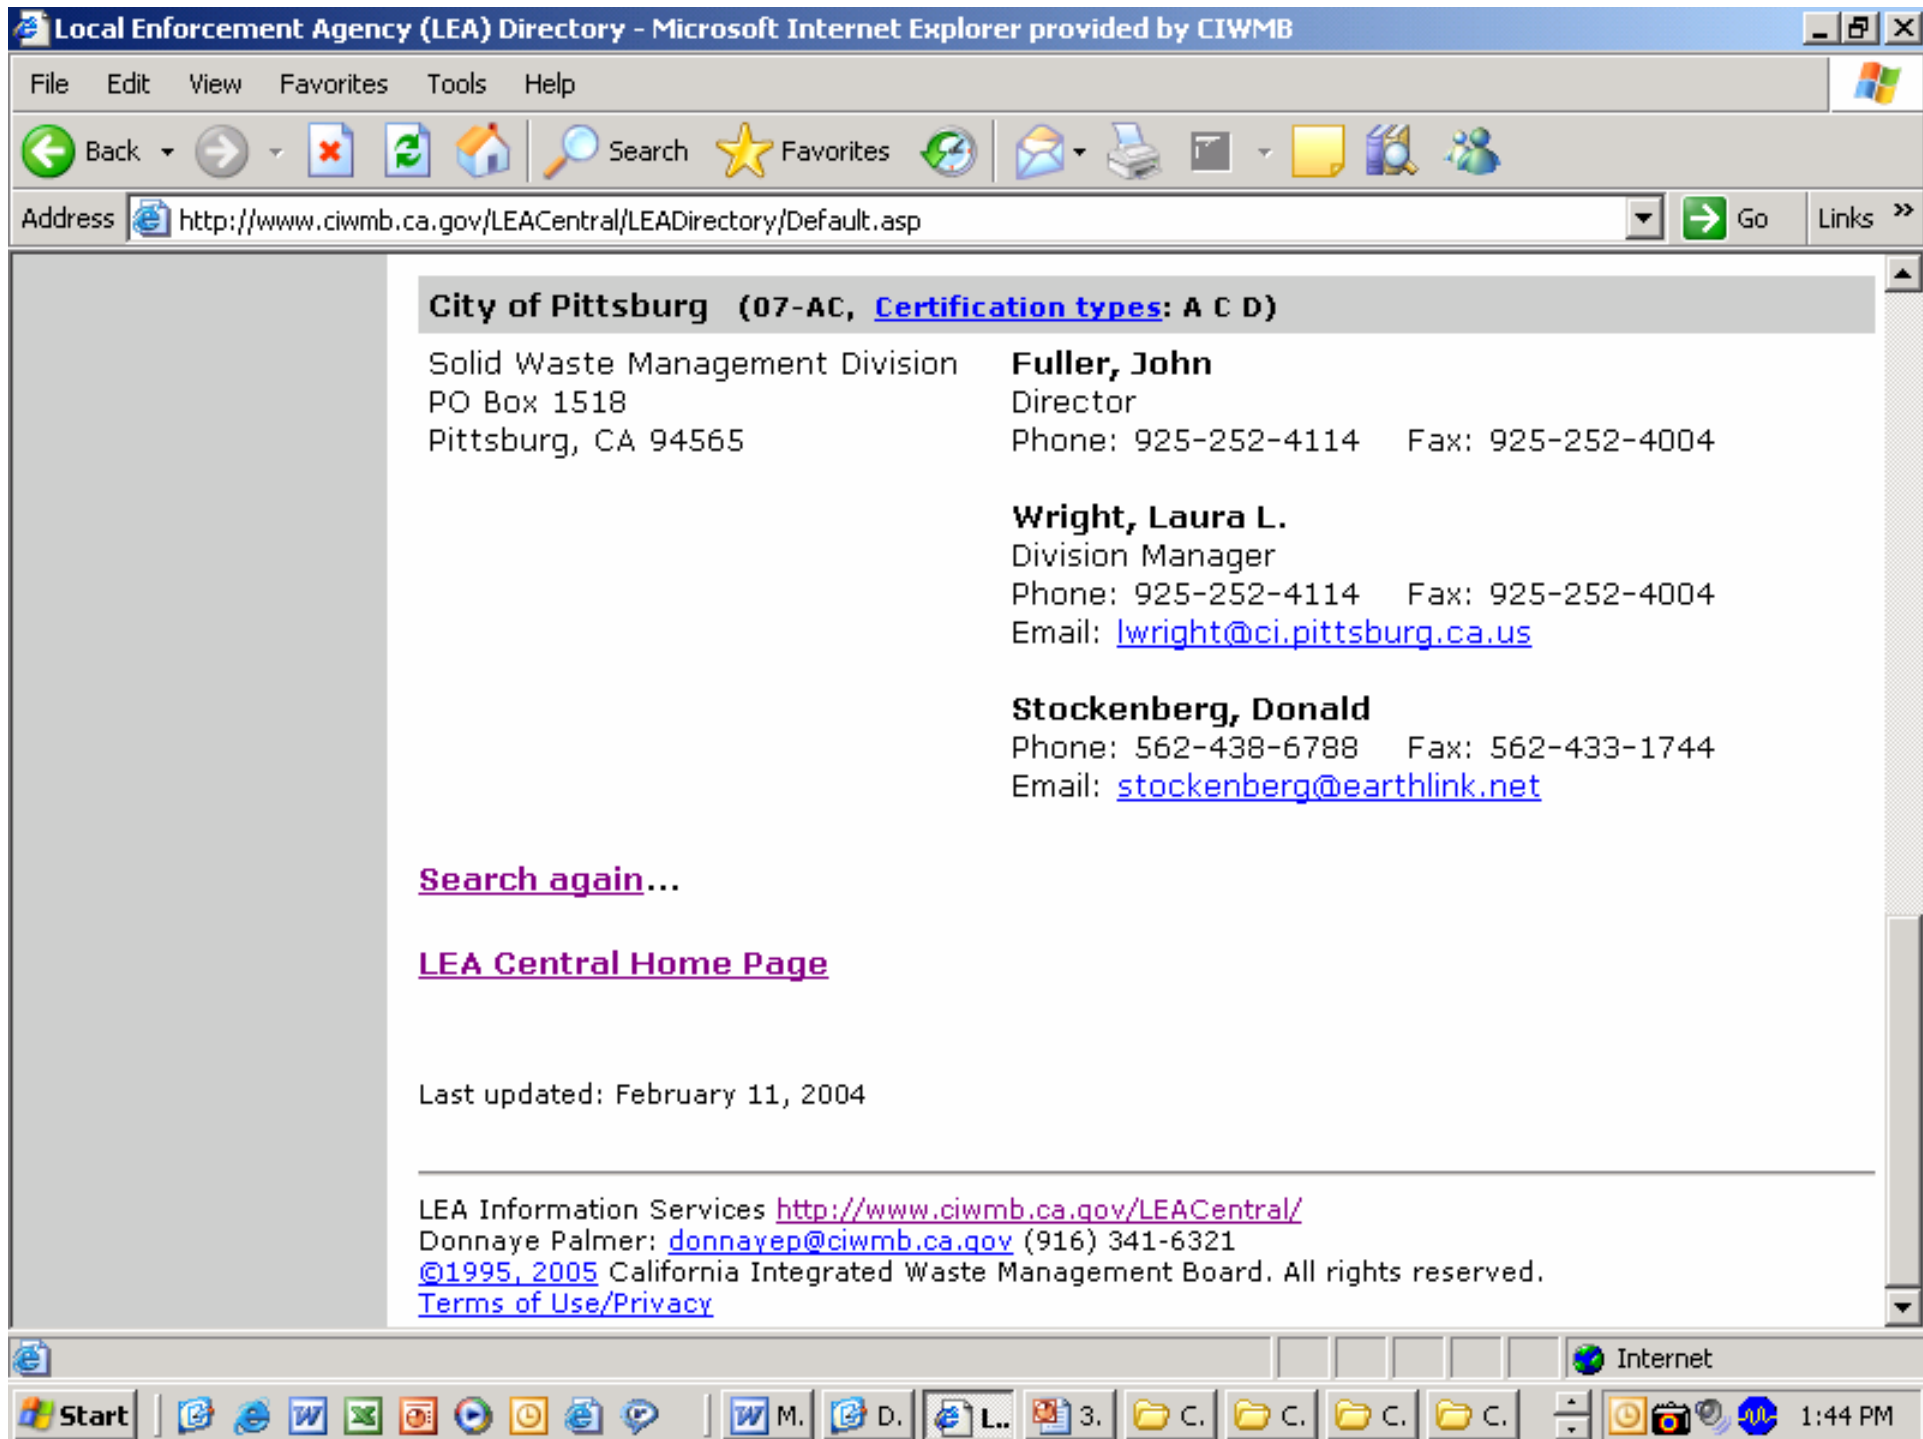 Local Enforcement Agency (LEA) Directory - Microsoft Internet Explorer provided by CIWMB
File Edit View Favorites Tools Help
Back Search Favorites
Address http://www.ciwmb.ca.gov/LEACentral/LEADirectory/Default.asp Go Links »
City of Pittsburg (07-AC, Certification types: A C D)
Solid Waste Management Division
PO Box 1518
Pittsburg, CA 94565
Fuller, John
Director
Phone: 925-252-4114 Fax: 925-252-4004
Wright, Laura L.
Division Manager
Phone: 925-252-4114 Fax: 925-252-4004
Email: lwright@ci.pittsburg.ca.us
Stockenberg, Donald
Phone: 562-438-6788 Fax: 562-433-1744
Email: stockenberg@earthlink.net
Search again...
LEA Central Home Page
Last updated: February 11, 2004
LEA Information Services http://www.ciwmb.ca.gov/LEACentral/
Donnaye Palmer: donnayep@ciwmb.ca.gov (916) 341-6321
©1995, 2005 California Integrated Waste Management Board. All rights reserved.
Terms of Use/Privacy
Internet
Start M. D. L.. 3. C. C. C. C. 1:44 PM